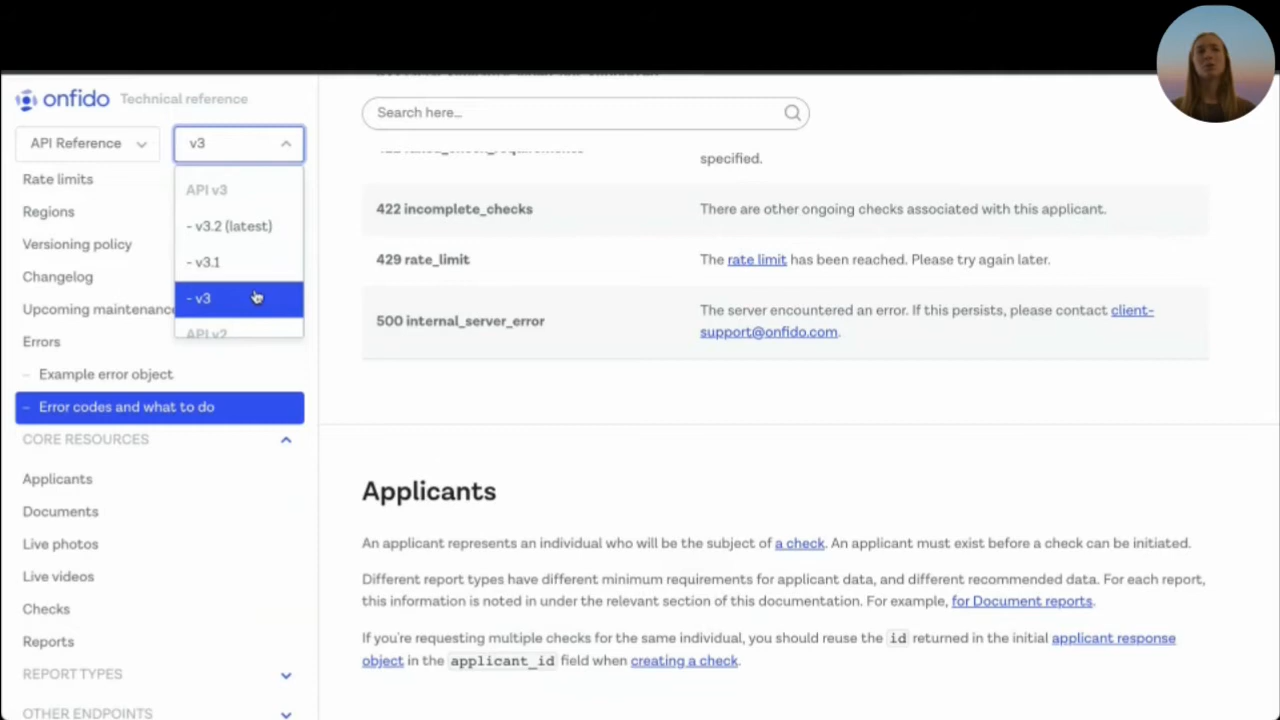 onfido Technical reference
API Reference
v3
Rate limits
Regions
Versioning policy
Changelog
Upcoming maintenance
Errors
- Example error object
- Error codes and what to do
CORE RESOURCES
Applicants
Documents
Live photos
Live videos
Checks
Reports
REPORT TYPES
OTHER ENDPOINTS
API v3
- v3.2 (latest)
- v3.1
- v3
API v2
Search here...
specified.
422 incomplete_checks There are other ongoing checks associated with this applicant.
429 rate_limit The rate limit has been reached. Please try again later.
500 internal_server_error The server encountered an error. If this persists, please contact client-
support@onfido.com.
Applicants
An applicant represents an individual who will be the subject of a check. An applicant must exist before a check can be initiated.
Different report types have different minimum requirements for applicant data, and different recommended data. For each report,
this information is noted in under the relevant section of this documentation. For example, for Document reports.
If you're requesting multiple checks for the same individual, you should reuse the id returned in the initial applicant response
object in the applicant_id field when creating a check.